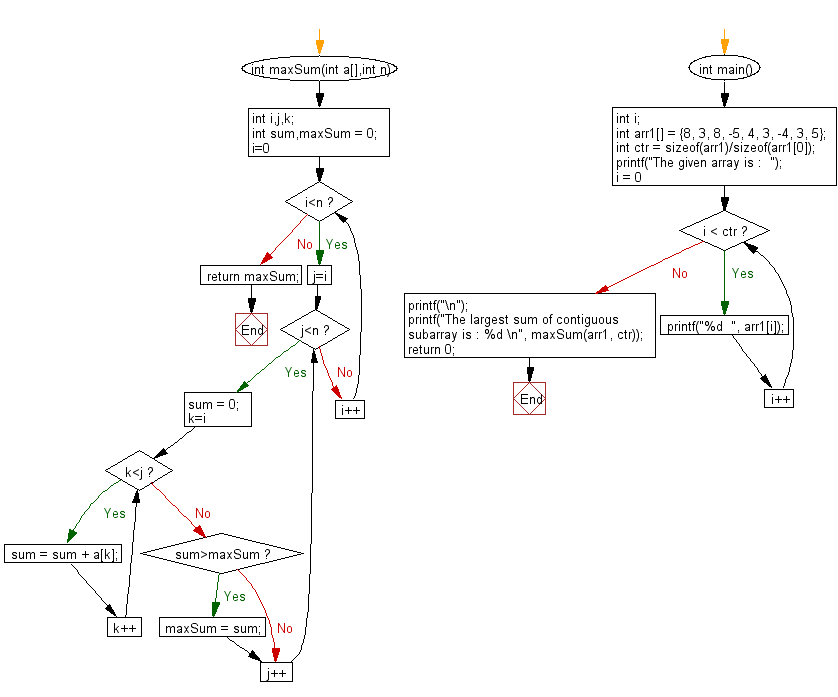 int maxSum(int a[],int n)
int i,j,k;
int sum,maxSum = 0;
i=0
i<n ?
No
Yes
return maxSum;
j=i
End
j<n ?
Yes
No
sum = 0;
k=i
i++
k<j ?
Yes
No
sum = sum + a[k];
sum>maxSum ?
Yes
k++
maxSum = sum;
No
j++
int main()
int i;
int arr1[] = {8, 3, 8, -5, 4, 3, -4, 3, 5};
int ctr = sizeof(arr1)/sizeof(arr1[0]);
printf("The given array is :  ");
i = 0
i < ctr ?
No
Yes
printf("\n");
printf("The largest sum of contiguous
subarray is : %d \n", maxSum(arr1, ctr));
return 0;
printf("%d  ", arr1[i]);
End
i++